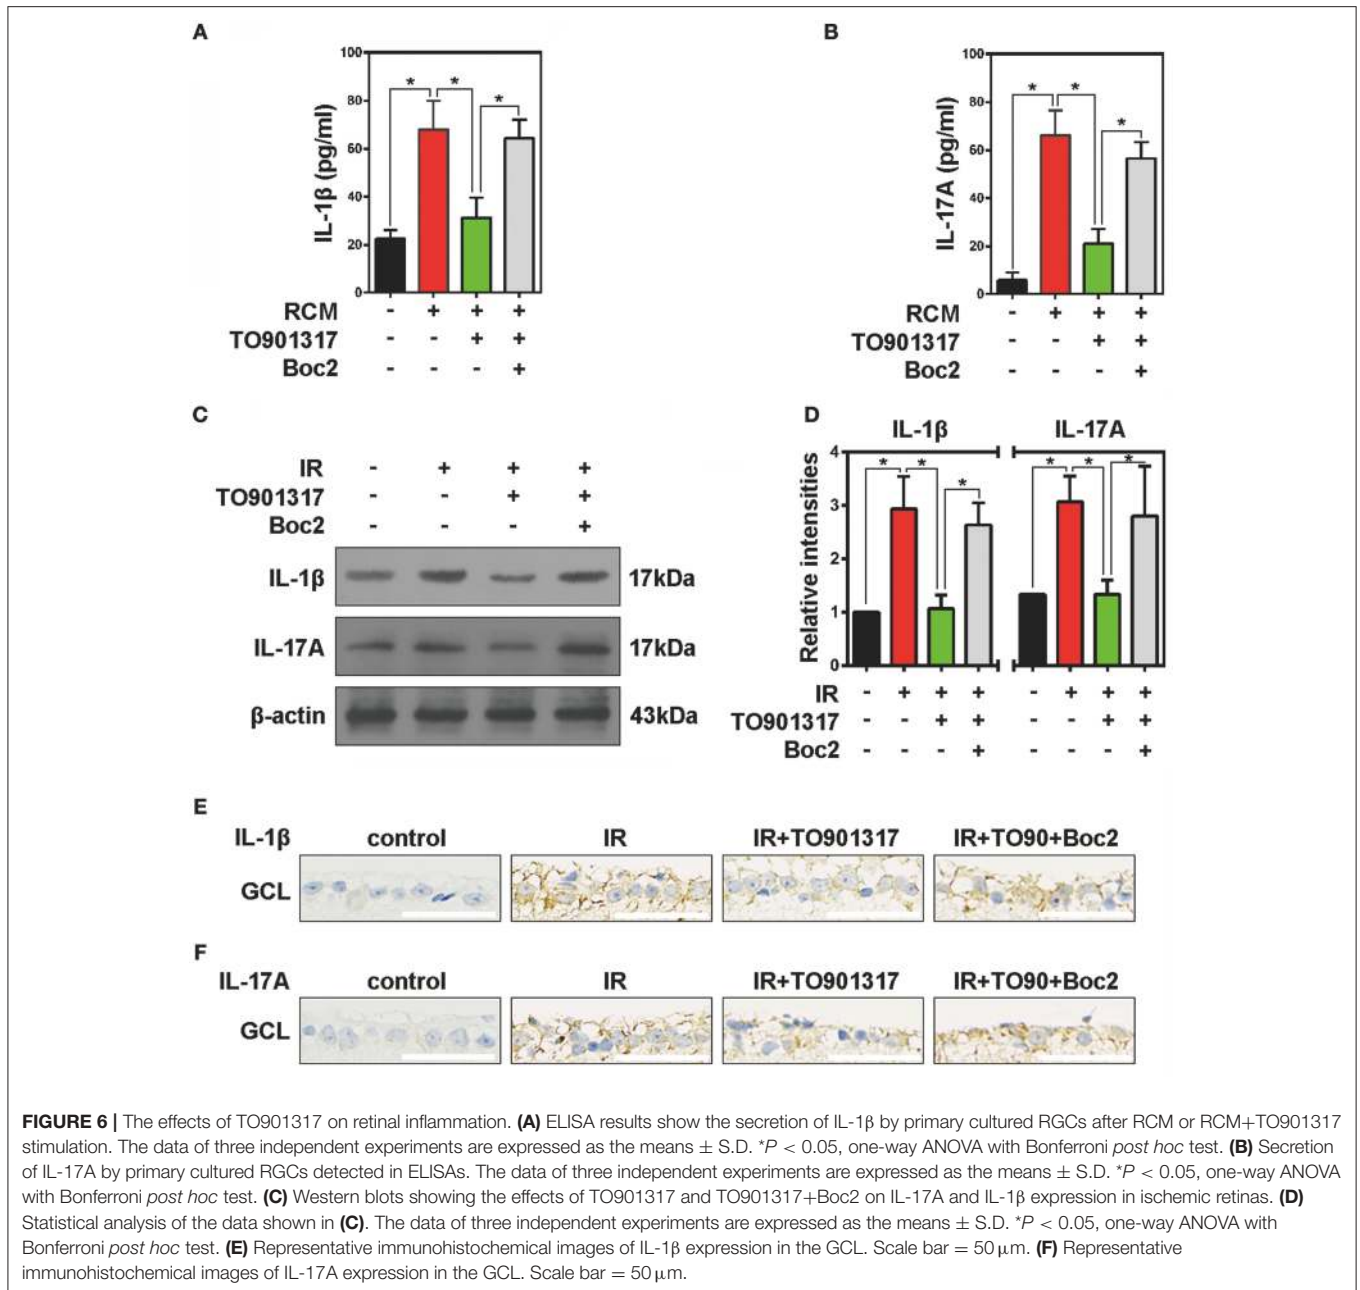 A
100
80
60
40
20
0
IL-1β (pg/ml)
* * *
RCM - + + +
TO901317 - - + +
Boc2 - - - +
B
100
80
60
40
20
0
IL-17A (pg/ml)
* * *
RCM - + + +
TO901317 - - + +
Boc2 - - - +
C
IR - + + +
TO901317 - - + +
Boc2 - - - +
IL-1β 17kDa
IL-17A 17kDa
β-actin 43kDa
D
IL-1β IL-17A
4
3
2
1
0
Relative intensities
* * * * * *
IR - + + + - + + +
TO901317 - - + + - - + +
Boc2 - - - + - - - +
E
IL-1β control IR IR+TO901317 IR+TO90+Boc2
GCL
F
IL-17A control IR IR+TO901317 IR+TO90+Boc2
GCL
FIGURE 6 | The effects of TO901317 on retinal inflammation. (A) ELISA results show the secretion of IL-1β by primary cultured RGCs after RCM or RCM+TO901317
stimulation. The data of three independent experiments are expressed as the means ± S.D. *P < 0.05, one-way ANOVA with Bonferroni post hoc test. (B) Secretion
of IL-17A by primary cultured RGCs detected in ELISAs. The data of three independent experiments are expressed as the means ± S.D. *P < 0.05, one-way ANOVA
with Bonferroni post hoc test. (C) Western blots showing the effects of TO901317 and TO901317+Boc2 on IL-17A and IL-1β expression in ischemic retinas. (D)
Statistical analysis of the data shown in (C). The data of three independent experiments are expressed as the means ± S.D. *P < 0.05, one-way ANOVA with
Bonferroni post hoc test. (E) Representative immunohistochemical images of IL-1β expression in the GCL. Scale bar = 50 μm. (F) Representative
immunohistochemical images of IL-17A expression in the GCL. Scale bar = 50 μm.